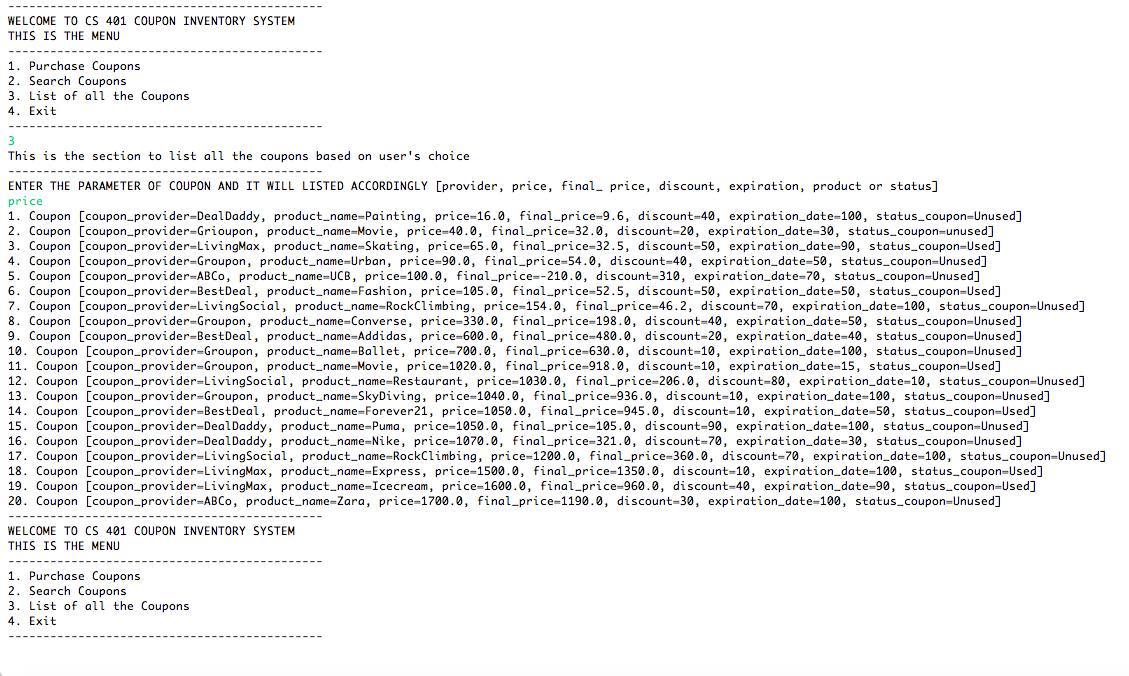 ---------------------------------------------
WELCOME TO CS 401 COUPON INVENTORY SYSTEM
THIS IS THE MENU
---------------------------------------------
1. Purchase Coupons
2. Search Coupons
3. List of all the Coupons
4. Exit
---------------------------------------------
3
This is the section to list all the coupons based on user's choice
---------------------------------------------
ENTER THE PARAMETER OF COUPON AND IT WILL LISTED ACCORDINGLY [provider, price, final_ price, discount, expiration, product or status]
price
1. Coupon [coupon_provider=DealDaddy, product_name=Painting, price=16.0, final_price=9.6, discount=40, expiration_date=100, status_coupon=Unused]
2. Coupon [coupon_provider=Grioupon, product_name=Movie, price=40.0, final_price=32.0, discount=20, expiration_date=30, status_coupon=unused]
3. Coupon [coupon_provider=LivingMax, product_name=Skating, price=65.0, final_price=32.5, discount=50, expiration_date=90, status_coupon=Used]
4. Coupon [coupon_provider=Groupon, product_name=Urban, price=90.0, final_price=54.0, discount=40, expiration_date=50, status_coupon=Unused]
5. Coupon [coupon_provider=ABCo, product_name=UCB, price=100.0, final_price=-210.0, discount=310, expiration_date=70, status_coupon=Unused]
6. Coupon [coupon_provider=BestDeal, product_name=Fashion, price=105.0, final_price=52.5, discount=50, expiration_date=50, status_coupon=Used]
7. Coupon [coupon_provider=LivingSocial, product_name=RockClimbing, price=154.0, final_price=46.2, discount=70, expiration_date=100, status_coupon=Unused]
8. Coupon [coupon_provider=Groupon, product_name=Converse, price=330.0, final_price=198.0, discount=40, expiration_date=50, status_coupon=Unused]
9. Coupon [coupon_provider=BestDeal, product_name=Addidas, price=600.0, final_price=480.0, discount=20, expiration_date=40, status_coupon=Unused]
10. Coupon [coupon_provider=Groupon, product_name=Ballet, price=700.0, final_price=630.0, discount=10, expiration_date=100, status_coupon=Unused]
11. Coupon [coupon_provider=Groupon, product_name=Movie, price=1020.0, final_price=918.0, discount=10, expiration_date=15, status_coupon=Used]
12. Coupon [coupon_provider=LivingSocial, product_name=Restaurant, price=1030.0, final_price=206.0, discount=80, expiration_date=10, status_coupon=Unused]
13. Coupon [coupon_provider=Groupon, product_name=SkyDiving, price=1040.0, final_price=936.0, discount=10, expiration_date=100, status_coupon=Unused]
14. Coupon [coupon_provider=BestDeal, product_name=Forever21, price=1050.0, final_price=945.0, discount=10, expiration_date=50, status_coupon=Used]
15. Coupon [coupon_provider=DealDaddy, product_name=Puma, price=1050.0, final_price=105.0, discount=90, expiration_date=100, status_coupon=Used]
16. Coupon [coupon_provider=DealDaddy, product_name=Nike, price=1070.0, final_price=321.0, discount=70, expiration_date=30, status_coupon=Unused]
17. Coupon [coupon_provider=LivingSocial, product_name=RockClimbing, price=1200.0, final_price=360.0, discount=70, expiration_date=100, status_coupon=Unused]
18. Coupon [coupon_provider=LivingMax, product_name=Express, price=1500.0, final_price=1350.0, discount=10, expiration_date=100, status_coupon=Used]
19. Coupon [coupon_provider=LivingMax, product_name=Icecream, price=1600.0, final_price=960.0, discount=40, expiration_date=90, status_coupon=Used]
20. Coupon [coupon_provider=ABCo, product_name=Zara, price=1700.0, final_price=1190.0, discount=30, expiration_date=100, status_coupon=Unused]
---------------------------------------------
WELCOME TO CS 401 COUPON INVENTORY SYSTEM
THIS IS THE MENU
---------------------------------------------
1. Purchase Coupons
2. Search Coupons
3. List of all the Coupons
4. Exit
---------------------------------------------